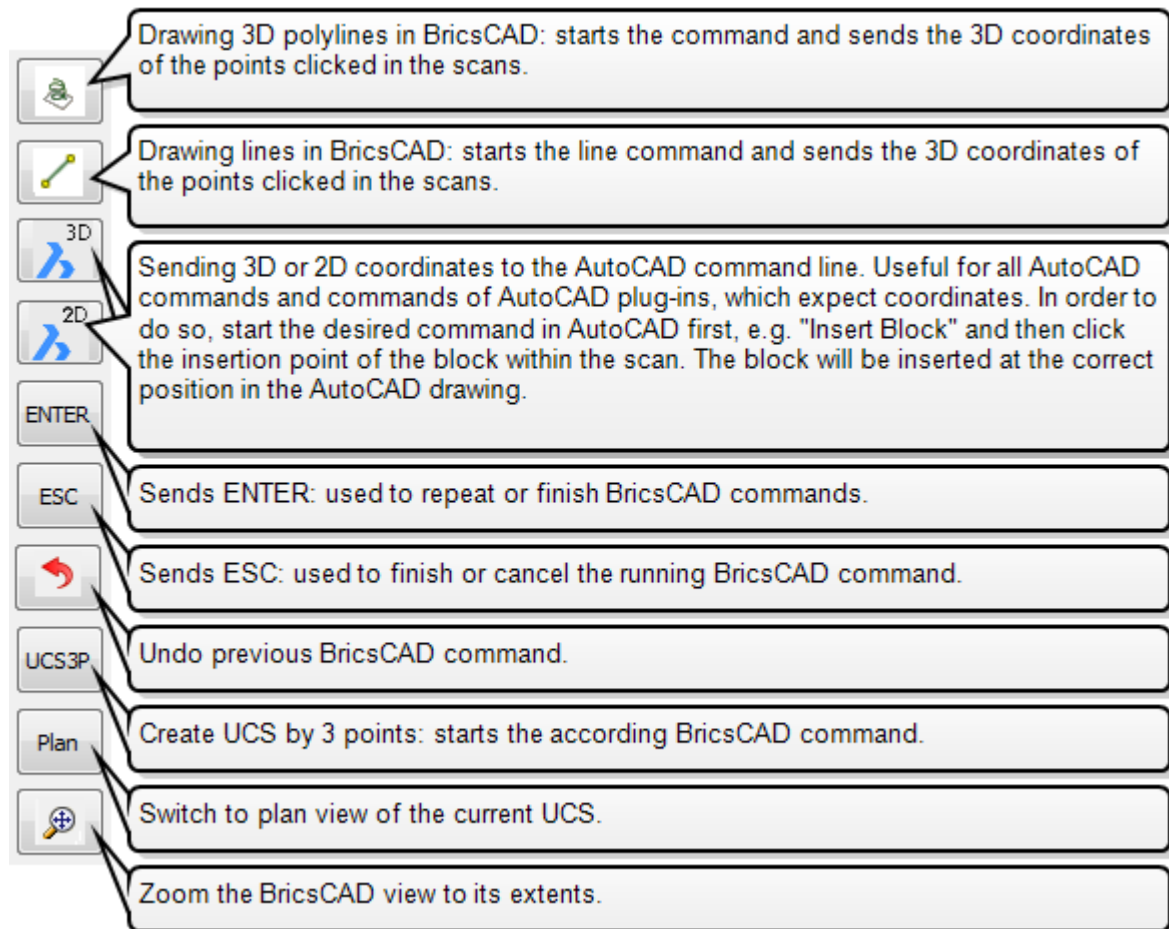 Drawing 3D polylines in BricsCAD: starts the command and sends the 3D coordinates
of the points clicked in the scans.
Drawing lines in BricsCAD: starts the line command and sends the 3D coordinates of
the points clicked in the scans.
3D
Sending 3D or 2D coordinates to the AutoCAD command line. Useful for all AutoCAD
commands and commands of AutoCAD plug-ins, which expect coordinates. In order to
do so, start the desired command in AutoCAD first, e.g. "Insert Block" and then click
the insertion point of the block within the scan. The block will be inserted at the correct
position in the AutoCAD drawing.
2D
ENTER
Sends ENTER: used to repeat or finish BricsCAD commands.
ESC
Sends ESC: used to finish or cancel the running BricsCAD command.
Undo previous BricsCAD command.
UCS3P
Create UCS by 3 points: starts the according BricsCAD command.
Plan
Switch to plan view of the current UCS.
Zoom the BricsCAD view to its extents.